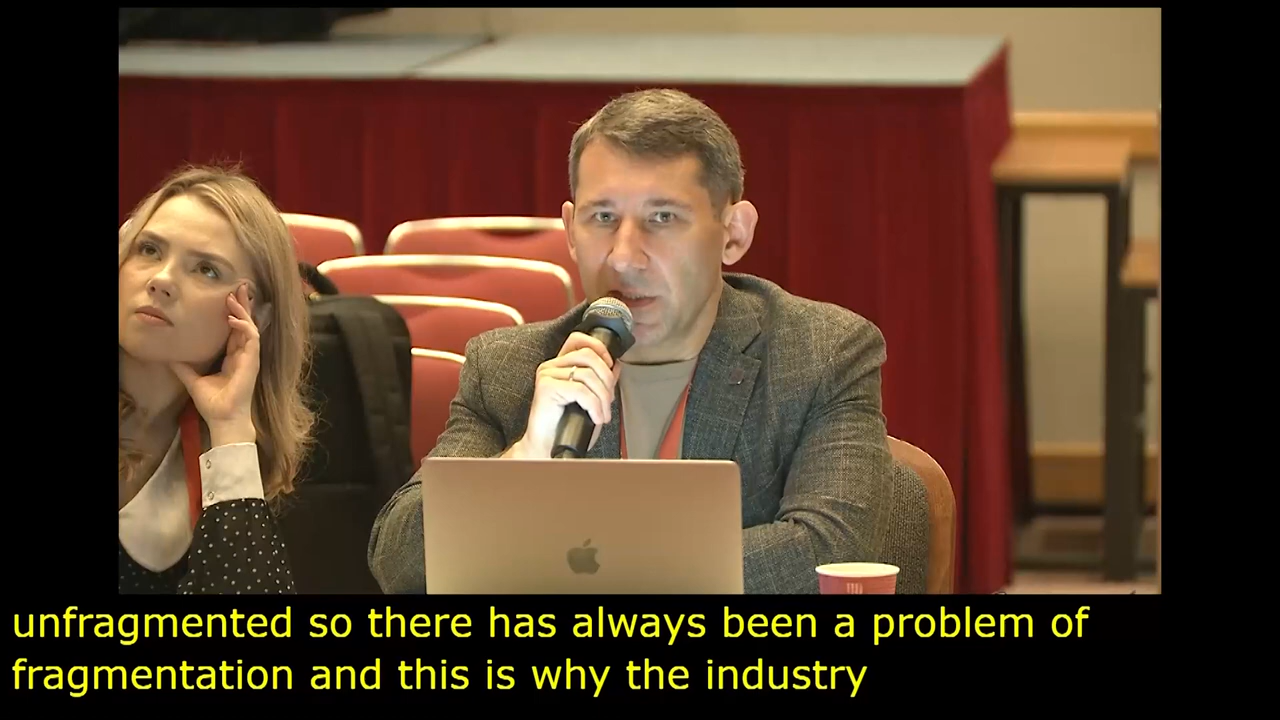 unfragmented so there has always been a problem of
fragmentation and this is why the industry